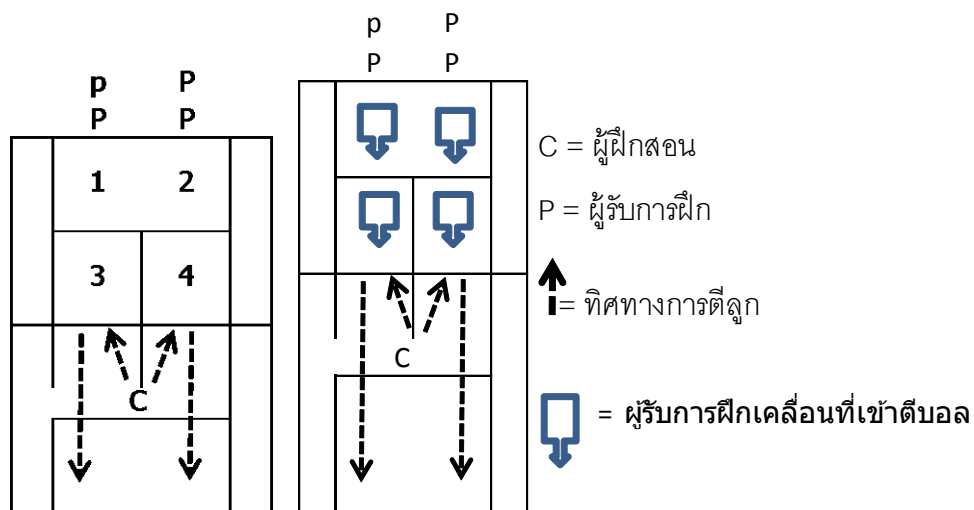 p P
P P
1 2
3 4
C
p P
P P
C
C = ผู้ฝึกสอน
P = ผู้รับการฝึก
= ทิศทางการตีลูก
= ผู้รับการฝึกเคลื่อนที่เข้าตีบอล